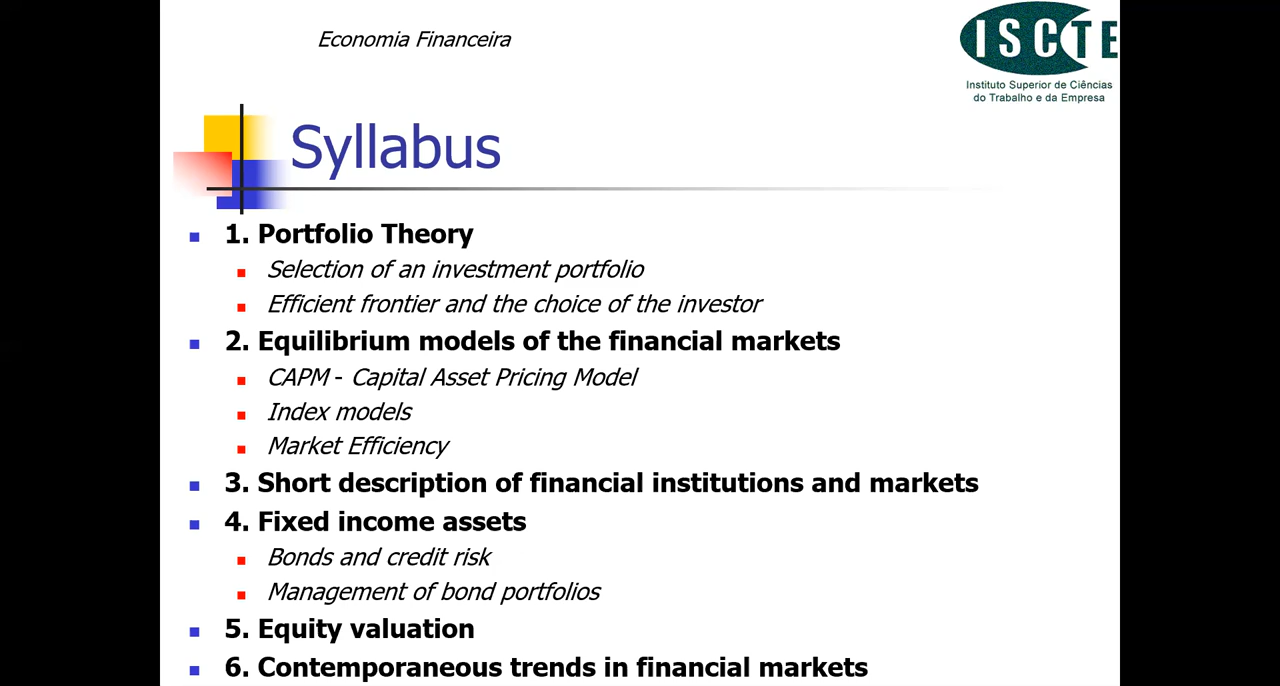 Economia Financeira
ISCTE
Instituto Superior de Ciências
do Trabalho e da Empresa
Syllabus
1. Portfolio Theory
Selection of an investment portfolio
Efficient frontier and the choice of the investor
2. Equilibrium models of the financial markets
CAPM - Capital Asset Pricing Model
Index models
Market Efficiency
3. Short description of financial institutions and markets
4. Fixed income assets
Bonds and credit risk
Management of bond portfolios
5. Equity valuation
6. Contemporaneous trends in financial markets